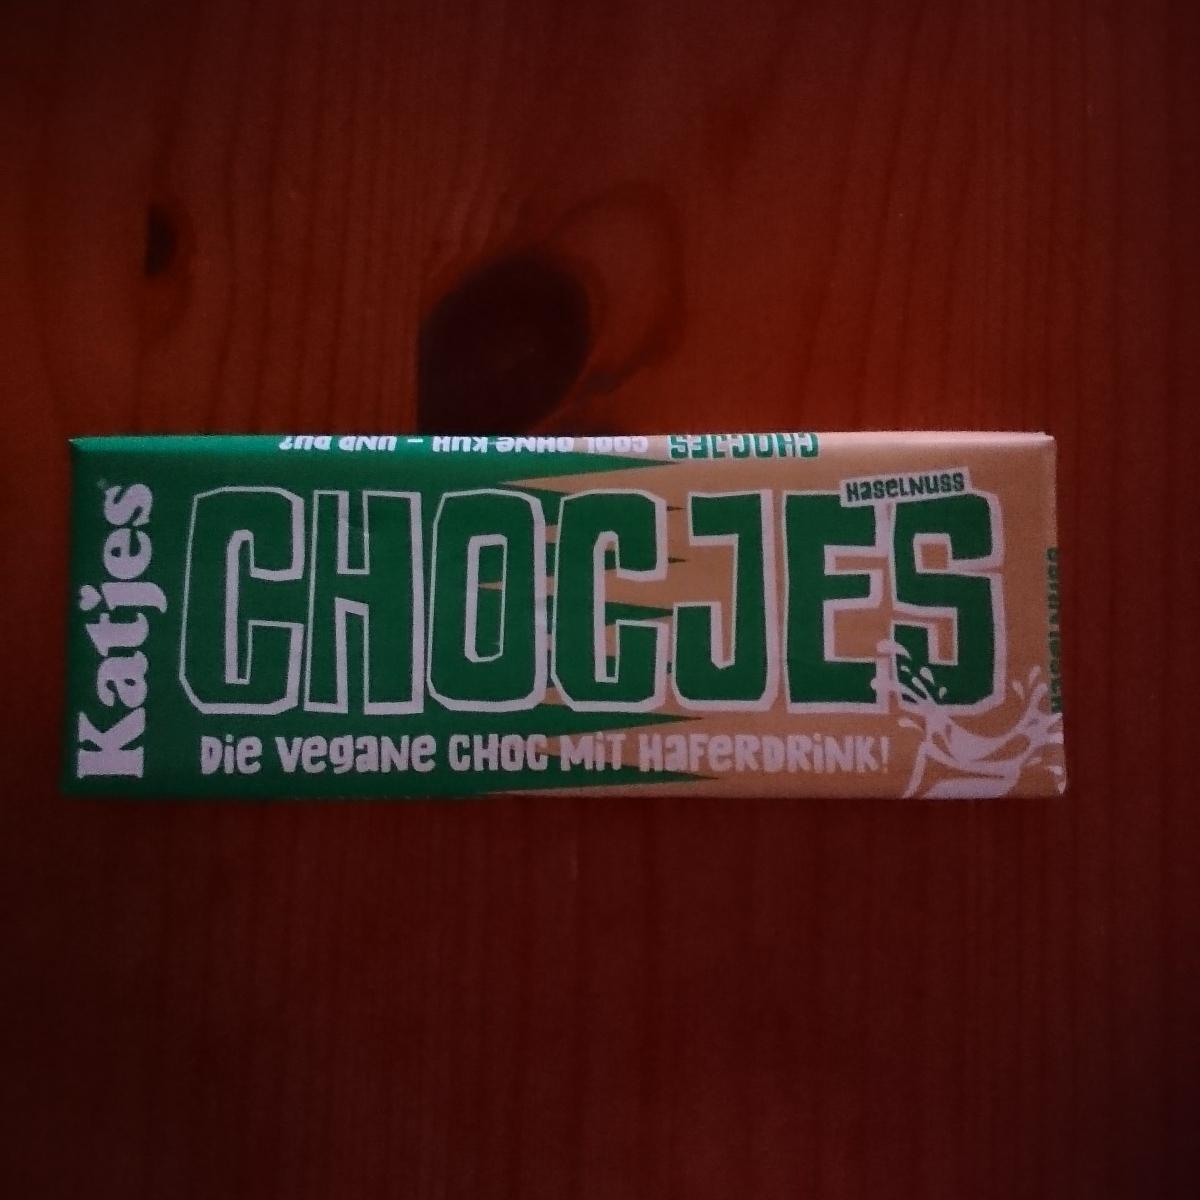 COOL OHNE KUH – UND DU?
CHOCJES
Katjes
HaseLNUSS
CHOCJES
Die Vegane CHOC MiT HaFeRDRiNK!
HASELNUSS